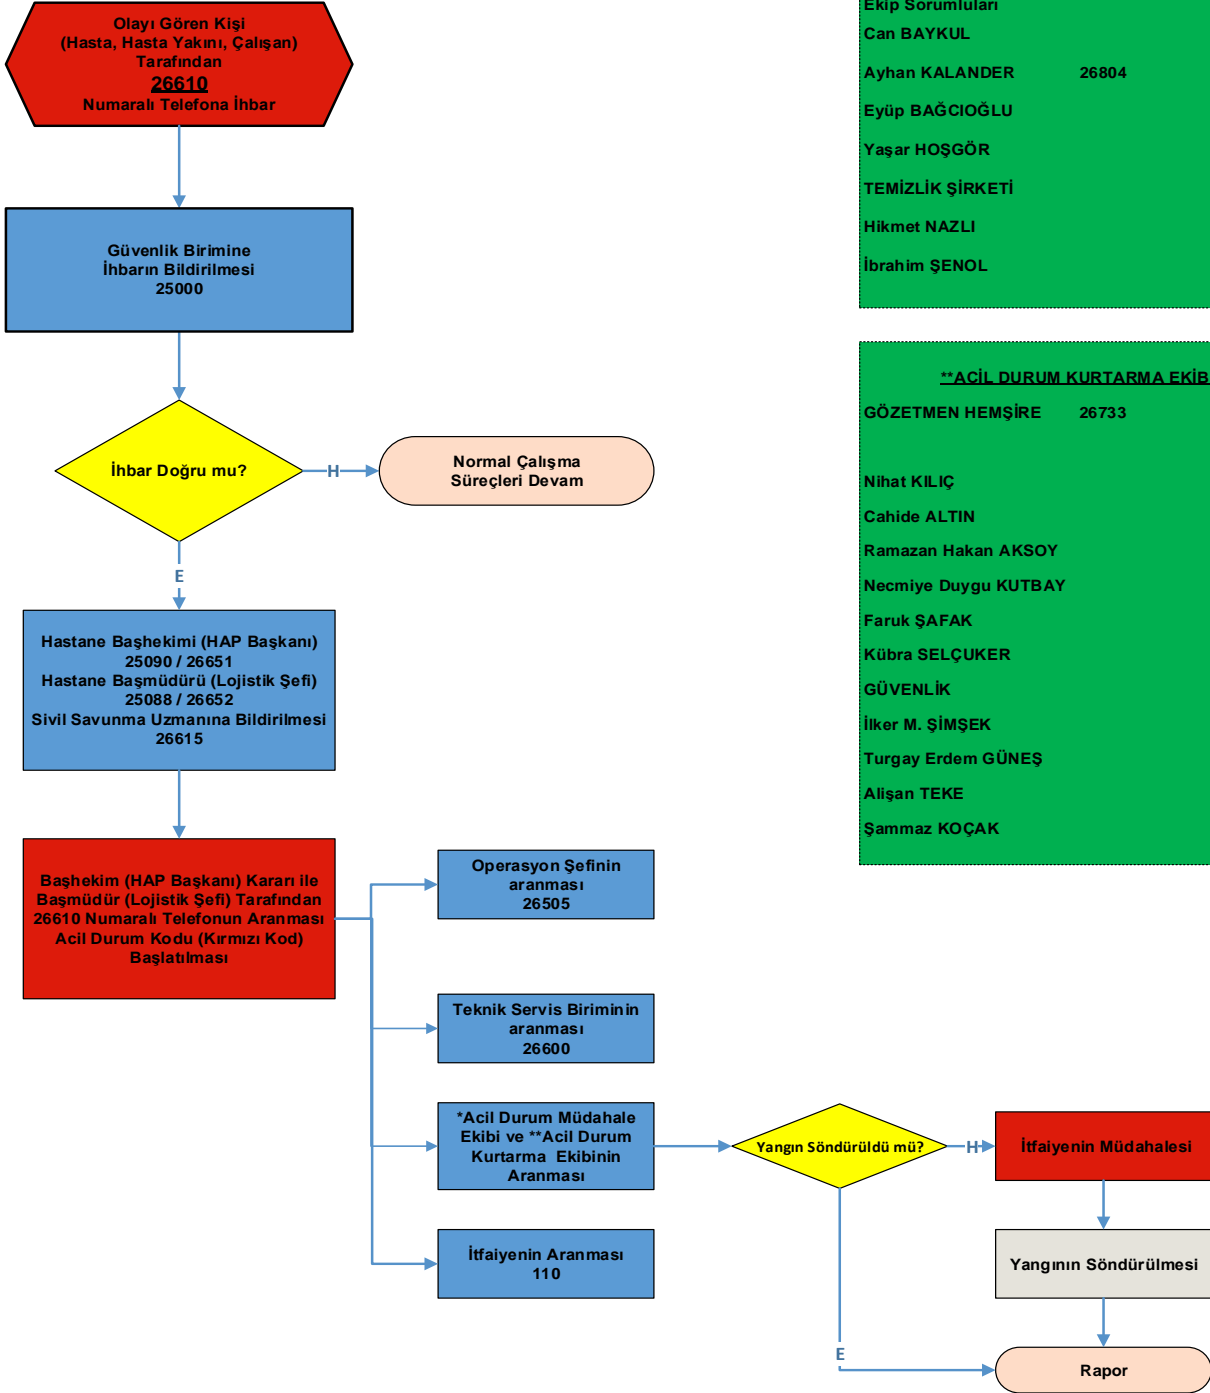 Olayı Gören Kişi
(Hasta, Hasta Yakını, Çalışan)
Tarafından
26610
Numaralı Telefona İhbar
Güvenlik Birimine
İhbarın Bildirilmesi
25000
İhbar Doğru mu?
H
Normal Çalışma
Süreçleri Devam
E
Hastane Başhekimi (HAP Başkanı)
25090 / 26651
Hastane Başmüdürü (Lojistik Şefi)
25088 / 26652
Sivil Savunma Uzmanına Bildirilmesi
26615
Başhekim (HAP Başkanı) Kararı ile
Başmüdür (Lojistik Şefi) Tarafından
26610 Numaralı Telefonun Aranması
Acil Durum Kodu (Kırmızı Kod)
Başlatılması
Operasyon Şefinin
aranması
26505
Teknik Servis Biriminin
aranması
26600
*Acil Durum Müdahale
Ekibi ve **Acil Durum
Kurtarma Ekibinin
Aranması
İtfaiyenin Aranması
110
Yangın Söndürüldü mü?
H
İtfaiyenin Müdahalesi
Yangının Söndürülmesi
E
Rapor
Ekip Sorumluları
Can BAYKUL
Ayhan KALANDER 26804
Eyüp BAĞCIOĞLU
Yaşar HOŞGÖR
TEMİZLİK ŞİRKETİ
Hikmet NAZLI
İbrahim ŞENOL
**ACİL DURUM KURTARMA EKİB
GÖZETMEN HEMŞİRE 26733
Nihat KILIÇ
Cahide ALTIN
Ramazan Hakan AKSOY
Necmiye Duygu KUTBAY
Faruk ŞAFAK
Kübra SELÇUKER
GÜVENLİK
İlker M. ŞİMŞEK
Turgay Erdem GÜNEŞ
Alişan TEKE
Şammaz KOÇAK